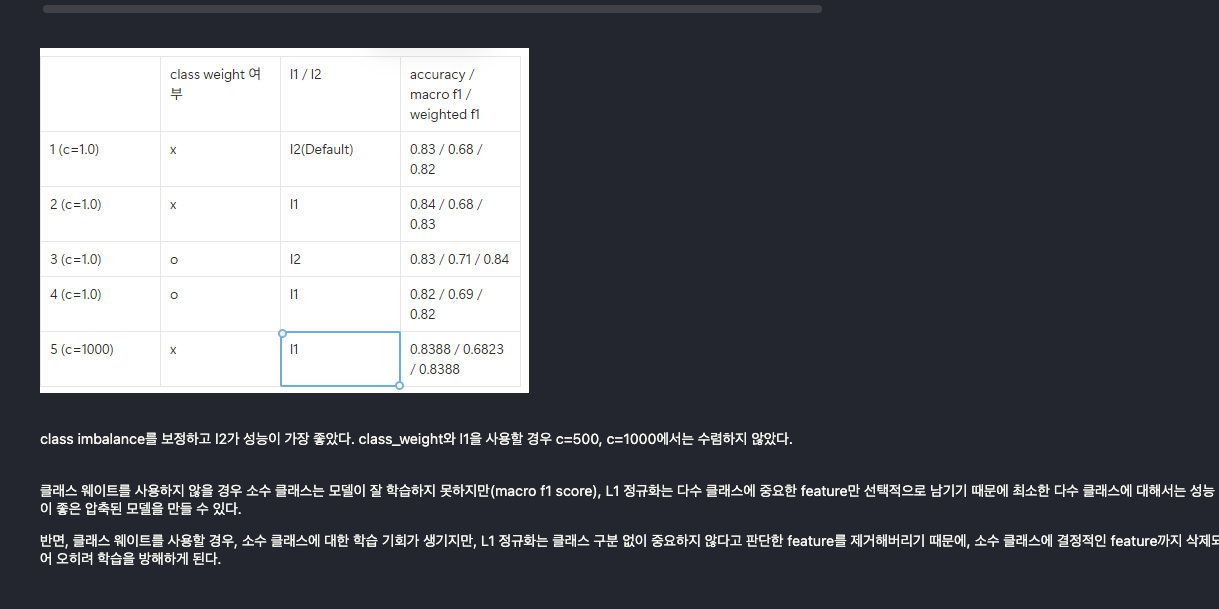 class weight 여
부
l1 / l2
accuracy /
macro f1 /
weighted f1
1 (c=1.0)
x
l2(Default)
0.83 / 0.68 /
0.82
2 (c=1.0)
x
l1
0.84 / 0.68 /
0.83
3 (c=1.0)
o
l2
0.83 / 0.71 / 0.84
4 (c=1.0)
o
l1
0.82 / 0.69 /
0.82
5 (c=1000)
x
l1
0.8388 / 0.6823
/ 0.8388
class imbalance를 보정하고 l2가 성능이 가장 좋았다. class_weight와 l1을 사용할 경우 c=500, c=1000에서는 수렴하지 않았다.
클래스 웨이트를 사용하지 않을 경우 소수 클래스는 모델이 잘 학습하지 못하지만(macro f1 score), L1 정규화는 다수 클래스에 중요한 feature만 선택적으로 남기기 때문에 최소한 다수 클래스에 대해서는 성능
이 좋은 압축된 모델을 만들 수 있다.
반면, 클래스 웨이트를 사용할 경우, 소수 클래스에 대한 학습 기회가 생기지만, L1 정규화는 클래스 구분 없이 중요하지 않다고 판단한 feature를 제거해버리기 때문에, 소수 클래스에 결정적인 feature까지 삭제되
어 오히려 학습을 방해하게 된다.